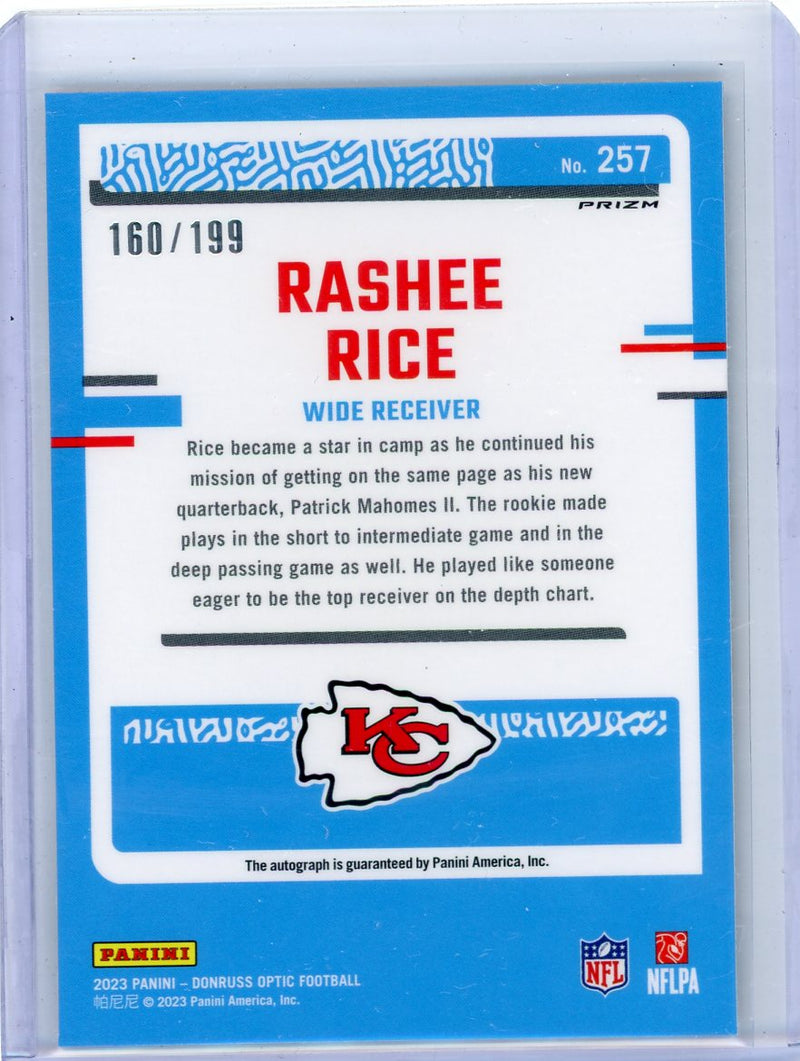 No. 257
PRIZM
160/199
RASHEE
RICE
WIDE RECEIVER
Rice became a star in camp as he continued his
mission of getting on the same page as his new
quarterback, Patrick Mahomes II. The rookie made
plays in the short to intermediate game and in the
deep passing game as well. He played like someone
eager to be the top receiver on the depth chart.
KC
The autograph is guaranteed by Panini America, Inc.
PANINI
2023 PANINI – DONRUSS OPTIC FOOTBALL
帕尼尼 © 2023 Panini America, Inc.
NFL
NFLPA